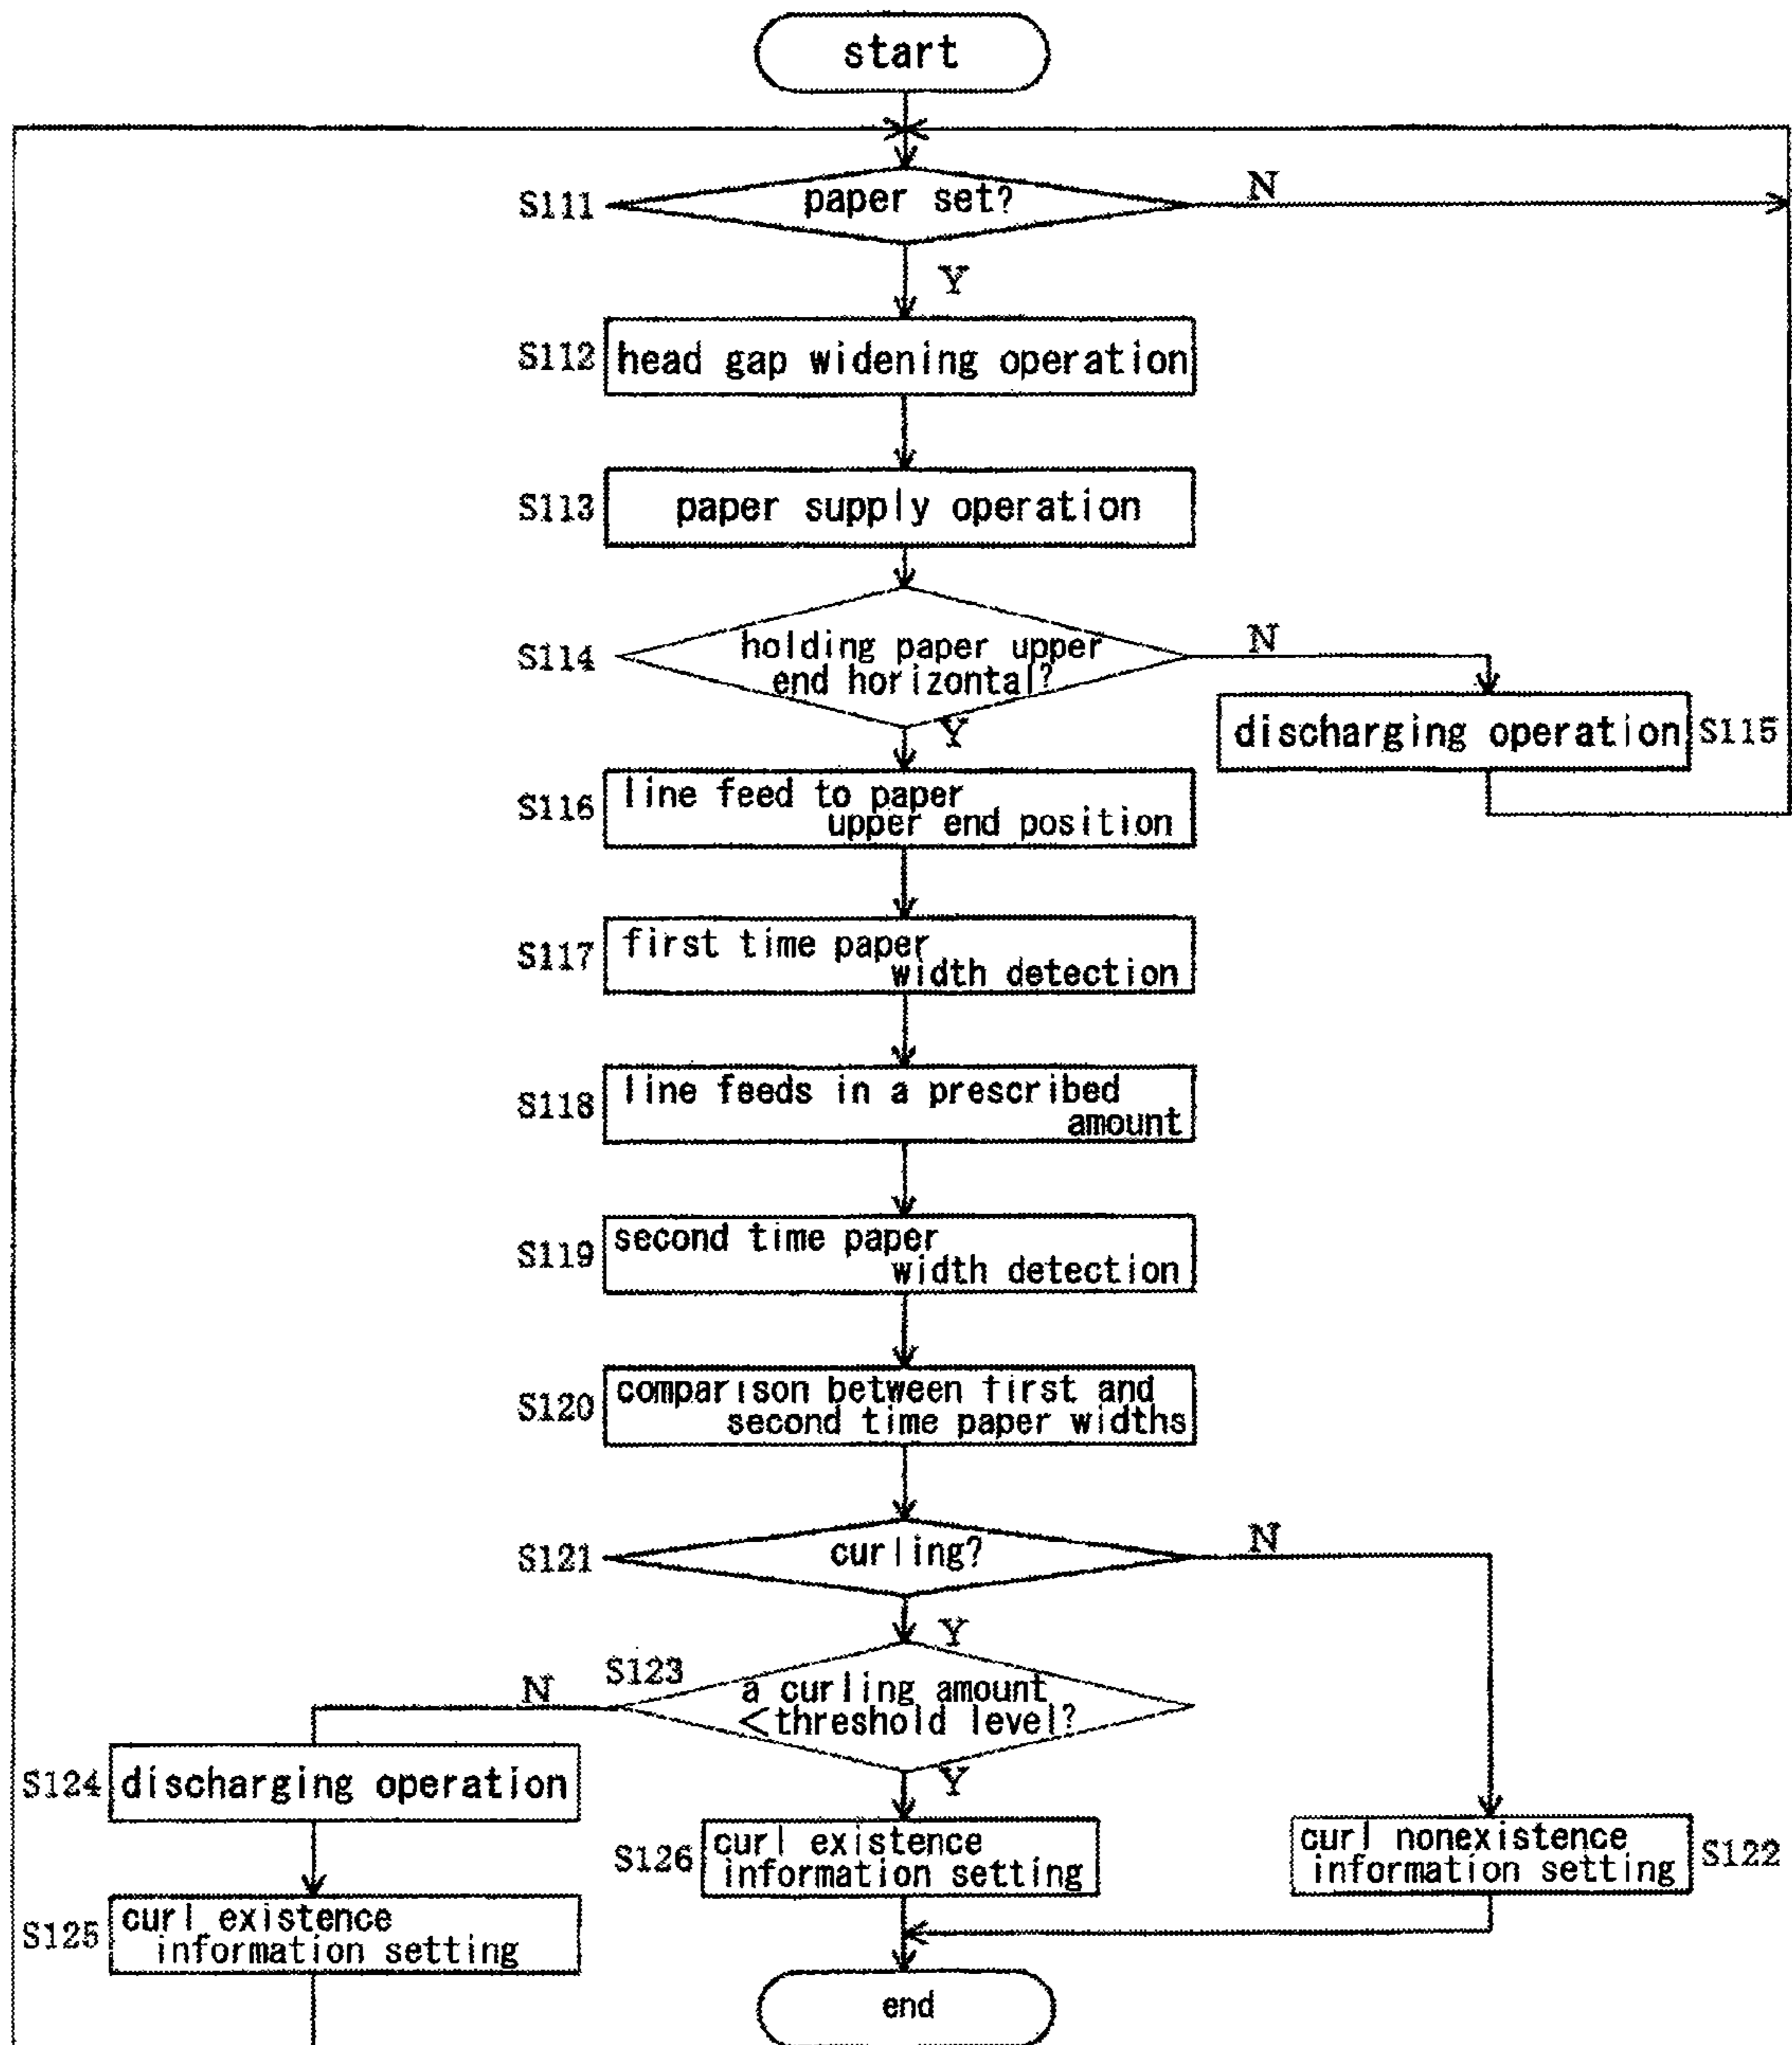 start
S111
paper set?
N
Y
S112
head gap widening operation
S113
paper supply operation
S114
holding paper upper
end horizontal?
N
Y
discharging operation
S115
S116
line feed to paper
upper end position
S117
first time paper
width detection
S118
line feeds in a prescribed
amount
S119
second time paper
width detection
S120
comparison between first and
second time paper widths
S121
curling?
N
Y
S123
a curling amount
<threshold level?
N
Y
S124
discharging operation
S126
curl existence
information setting
curl nonexistence
information setting
S122
S125
curl existence
information setting
end